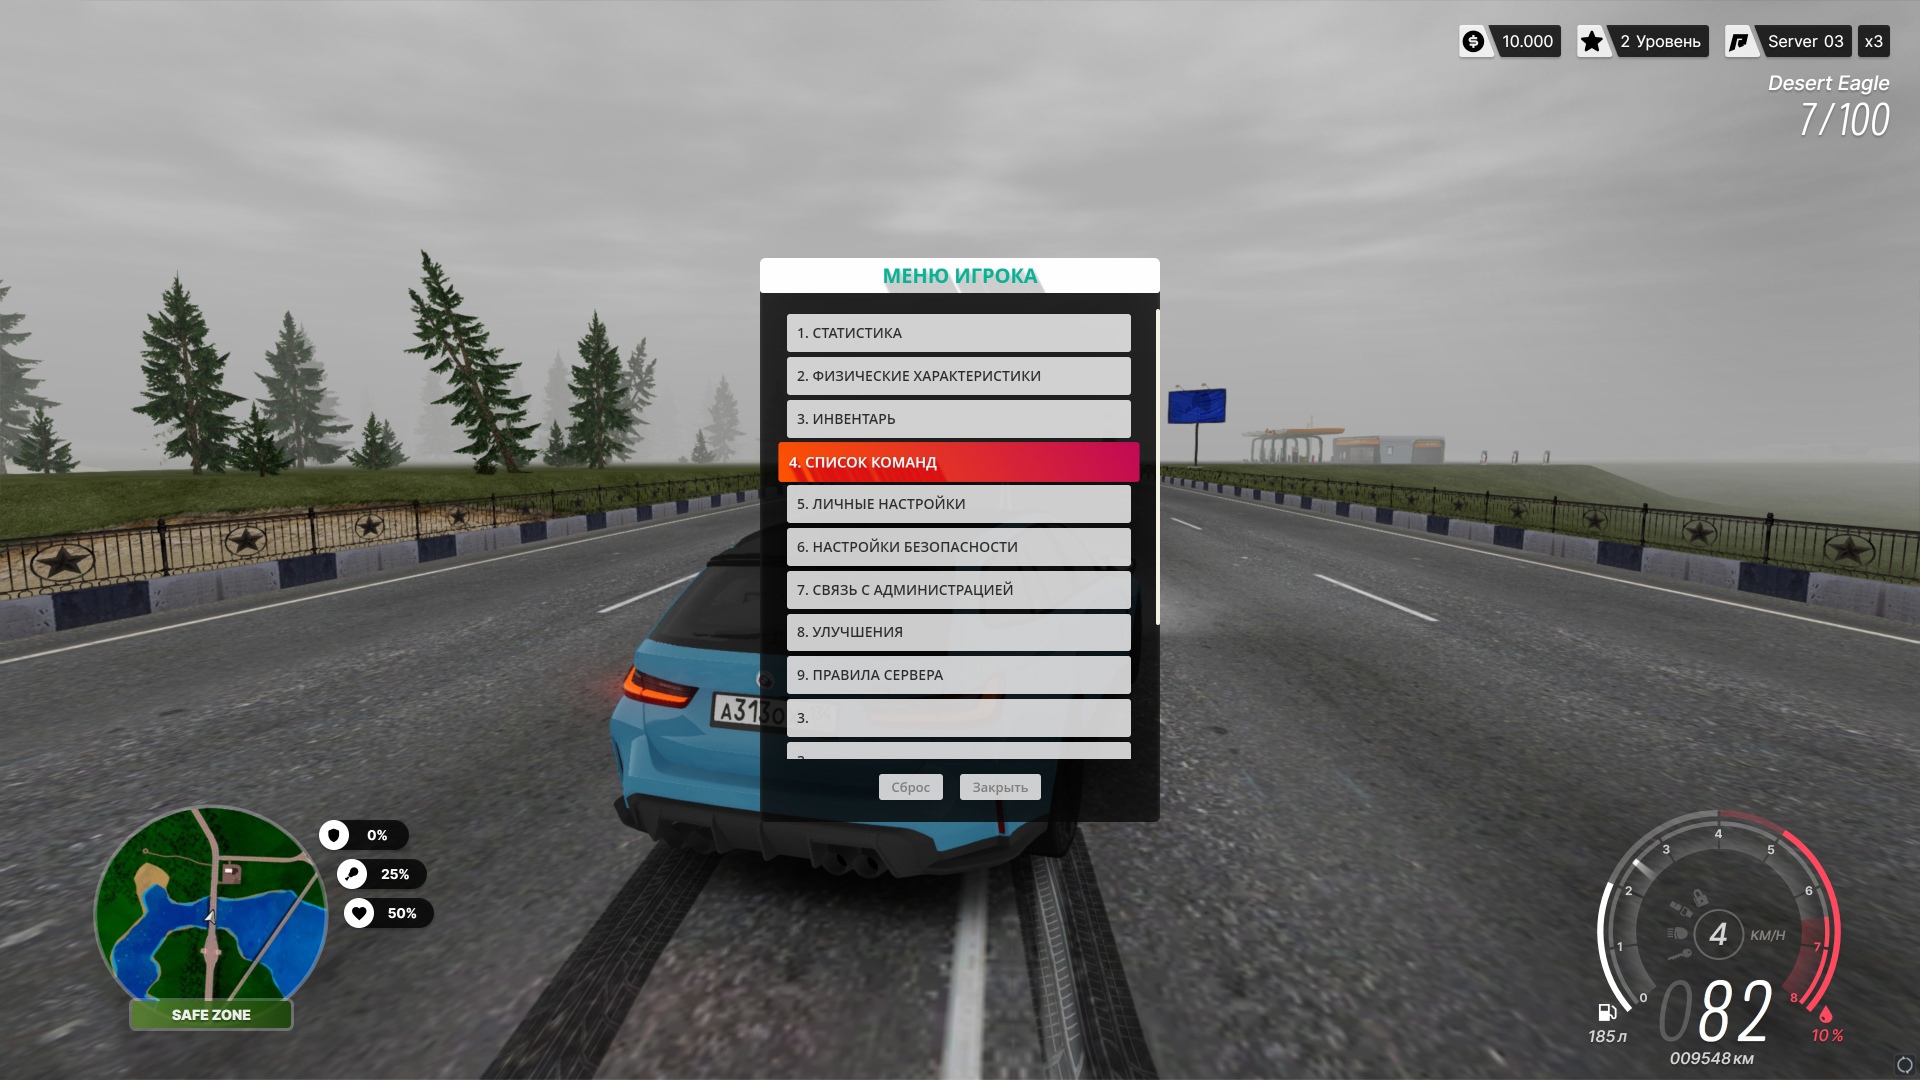 10.000
2 Уровень
Server 03
x3
Desert Eagle
7/100
МЕНЮ ИГРОКА
1. СТАТИСТИКА
2. ФИЗИЧЕСКИЕ ХАРАКТЕРИСТИКИ
3. ИНВЕНТАРЬ
4. СПИСОК КОМАНД
5. ЛИЧНЫЕ НАСТРОЙКИ
6. НАСТРОЙКИ БЕЗОПАСНОСТИ
7. СВЯЗЬ С АДМИНИСТРАЦИЕЙ
8. УЛУЧШЕНИЯ
9. ПРАВИЛА СЕРВЕРА
3.
Сброс
Закрыть
А313О
0%
25%
50%
SAFE ZONE
0
1
2
3
4
5
6
7
8
4
KM/H
082
185 л
10 %
009548 км